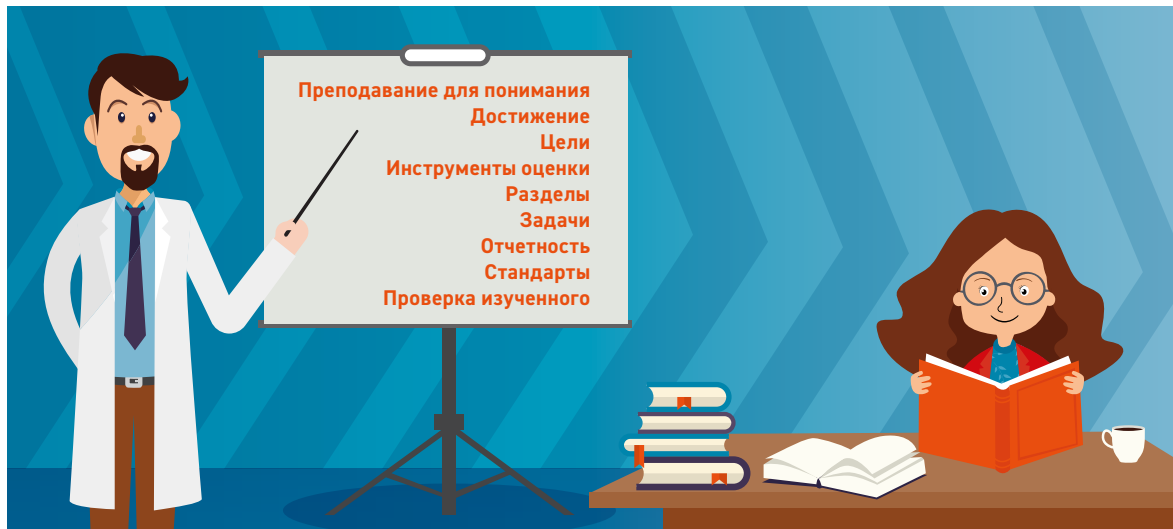 Преподавание для понимания
Достижение
Цели
Инструменты оценки
Разделы
Задачи
Отчетность
Стандарты
Проверка изученного